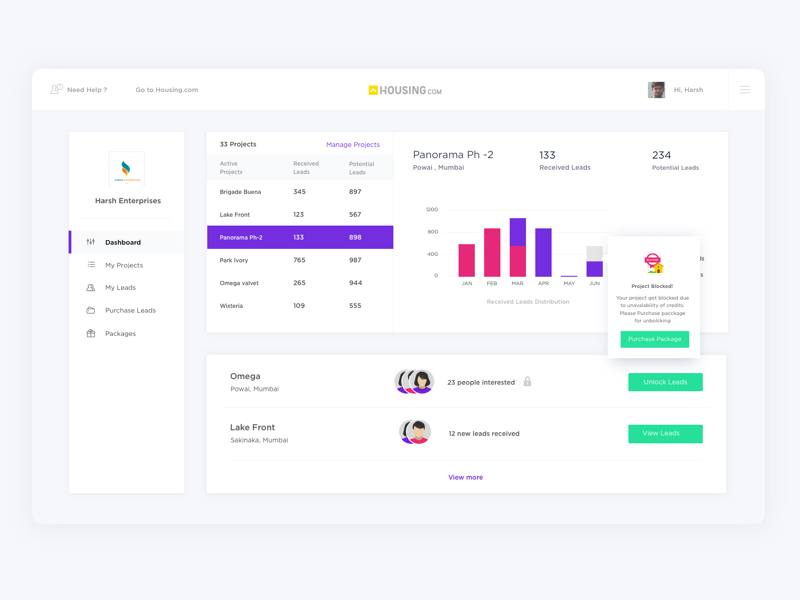 Need Help ?
Go to Housing.com
HOUSING.COM
Hi, Harsh
Harsh Enterprises
Dashboard
My Projects
My Leads
Purchase Leads
Packages
33 Projects
Manage Projects
Active Projects
Received Leads
Potential Leads
Brigade Buena 345 897
Lake Front 123 567
Panorama Ph-2 133 898
Park Ivory 765 987
Omega valvet 265 944
Wisteria 109 555
Panorama Ph -2
Powai , Mumbai
133
Received Leads
234
Potential Leads
1200
800
400
0
JAN FEB MAR APR MAY JUN
Received Leads Distribution
Project Blocked!
Your project get blocked due
to unavalability of credits.
Please Purchase pacckage
for unbolcking
Purchase Package
Omega
Powai, Mumbai
23 people interested
Unlock Leads
Lake Front
Sakinaka, Mumbai
12 new leads received
View Leads
View more